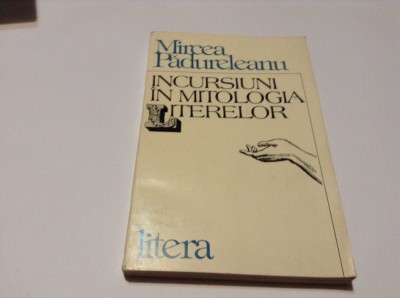 Mircea
Pădureleanu
INCURSIUNI
ÎN MITOLOGIA
LITERELOR
litera